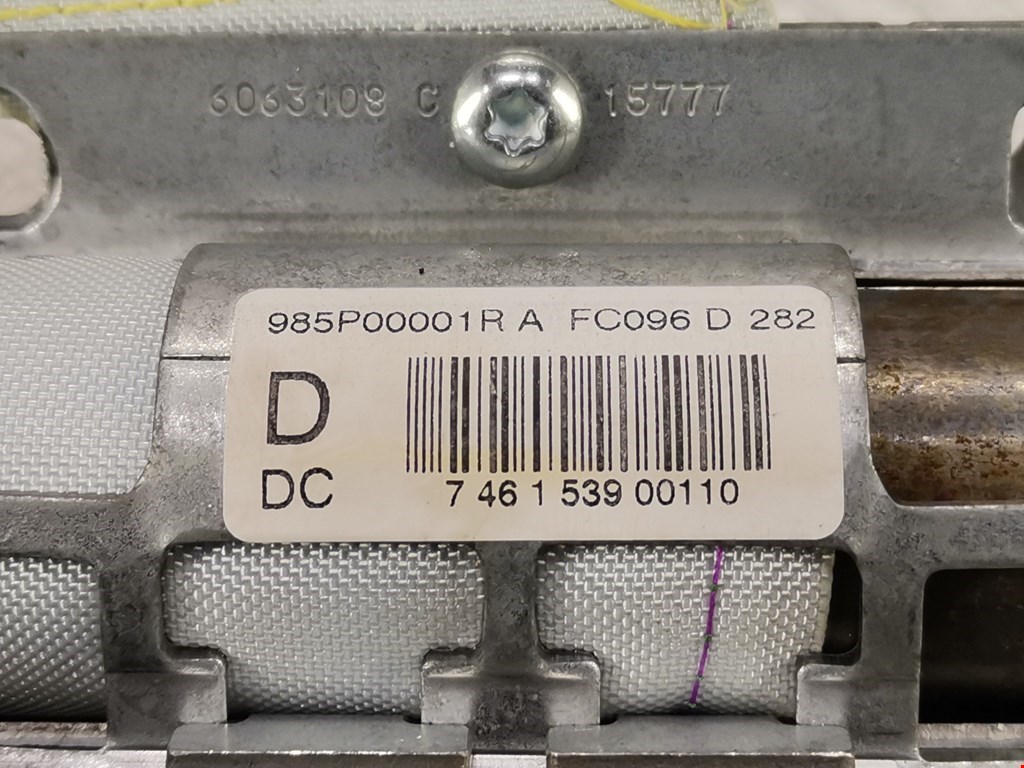 6063108 C 15777
985P00001R A FC096 D 282
D
DC
7 46 1 539 00110